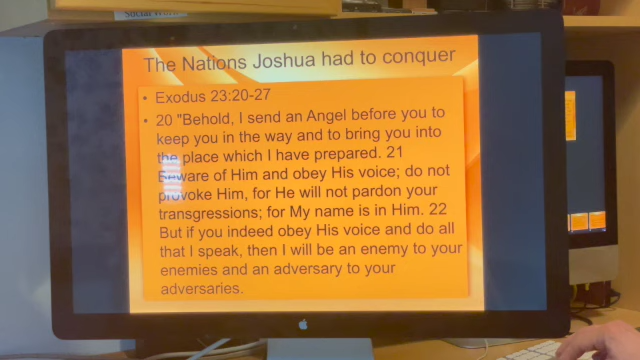 Social Work
The Nations Joshua had to conquer
• Exodus 23:20-27
• 20 "Behold, I send an Angel before you to
keep you in the way and to bring you into
the place which I have prepared. 21
Beware of Him and obey His voice; do not
provoke Him, for He will not pardon your
transgressions; for My name is in Him. 22
But if you indeed obey His voice and do all
that I speak, then I will be an enemy to your
enemies and an adversary to your
adversaries.